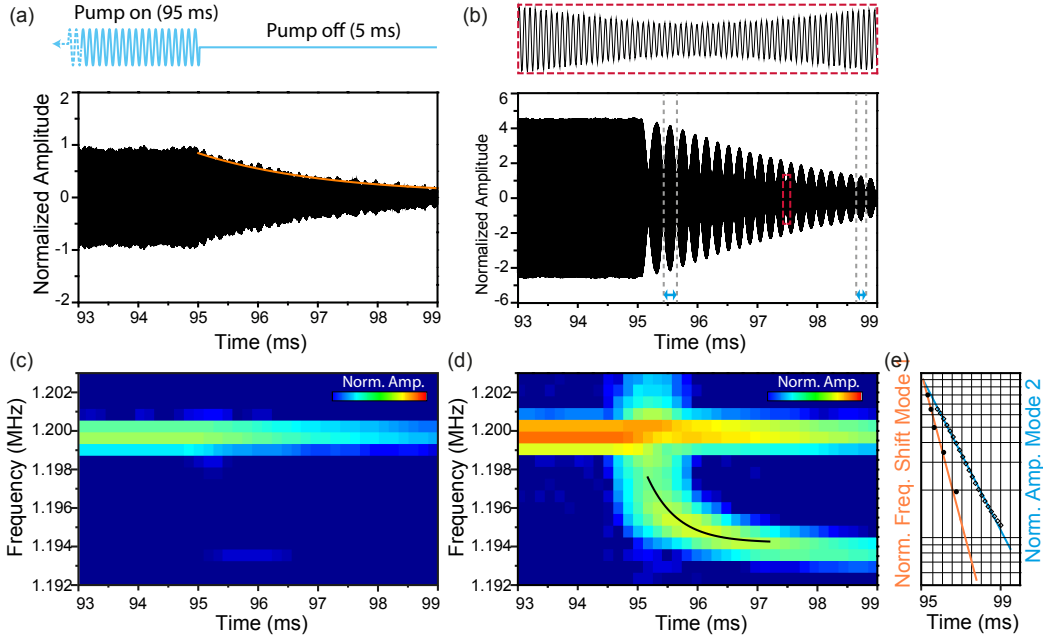 (a)
Pump on (95 ms)
Pump off (5 ms)
Normalized Amplitude
2
1
0
-1
-2
93
94
95
96
97
98
99
Time (ms)
(b)
Normalized Amplitude
6
4
2
0
-2
-6
93
94
95
96
97
98
99
Time (ms)
(c)
Norm. Amp.
Frequency (MHz)
1.202
1.200
1.198
1.196
1.194
1.192
93
94
95
96
97
98
99
Time (ms)
(d)
Norm. Amp.
Frequency (MHz)
1.202
1.200
1.198
1.196
1.194
1.192
93
94
95
96
97
98
99
Time (ms)
(e)
Norm. Freq. Shift Mode 1
Norm. Amp. Mode 2
95
99
Time (ms)